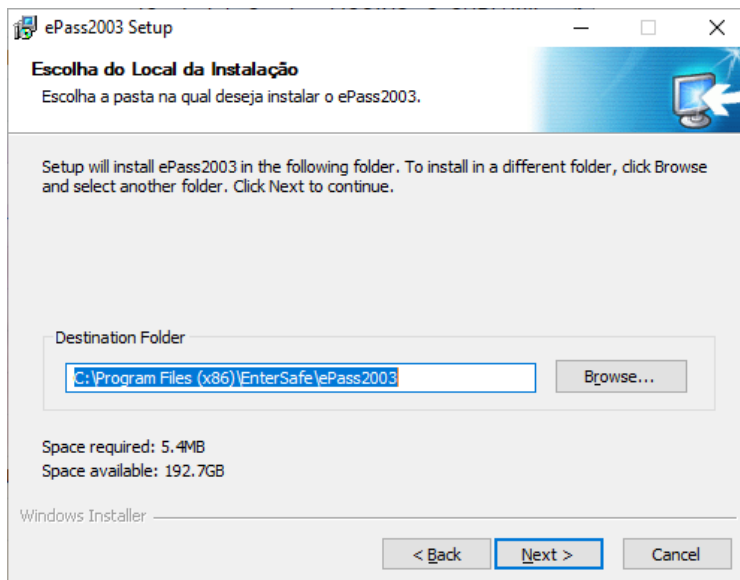 ePass2003 Setup
Escolha do Local da Instalação
Escolha a pasta na qual deseja instalar o ePass2003.
Setup will install ePass2003 in the following folder. To install in a different folder, click Browse
and select another folder. Click Next to continue.
Destination Folder
C:\Program Files (x86)\EnterSafe\ePass2003
Browse...
Space required: 5.4MB
Space available: 192.7GB
Windows Installer
< Back
Next >
Cancel